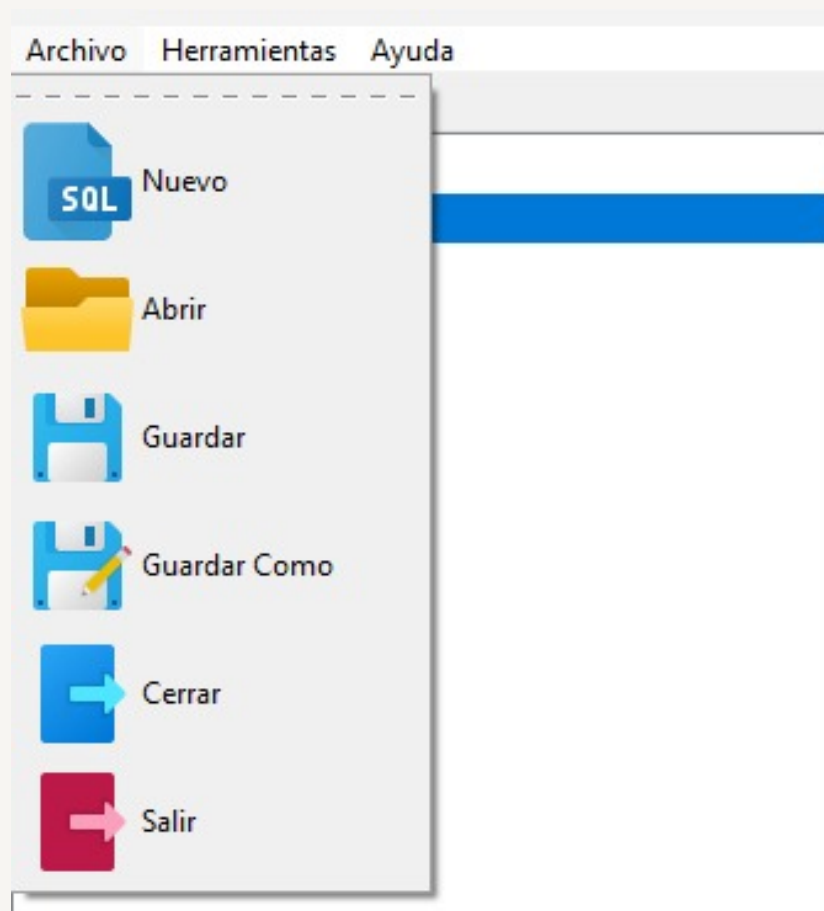 Archivo Herramientas Ayuda
SQL Nuevo
Abrir
Guardar
Guardar Como
Cerrar
Salir